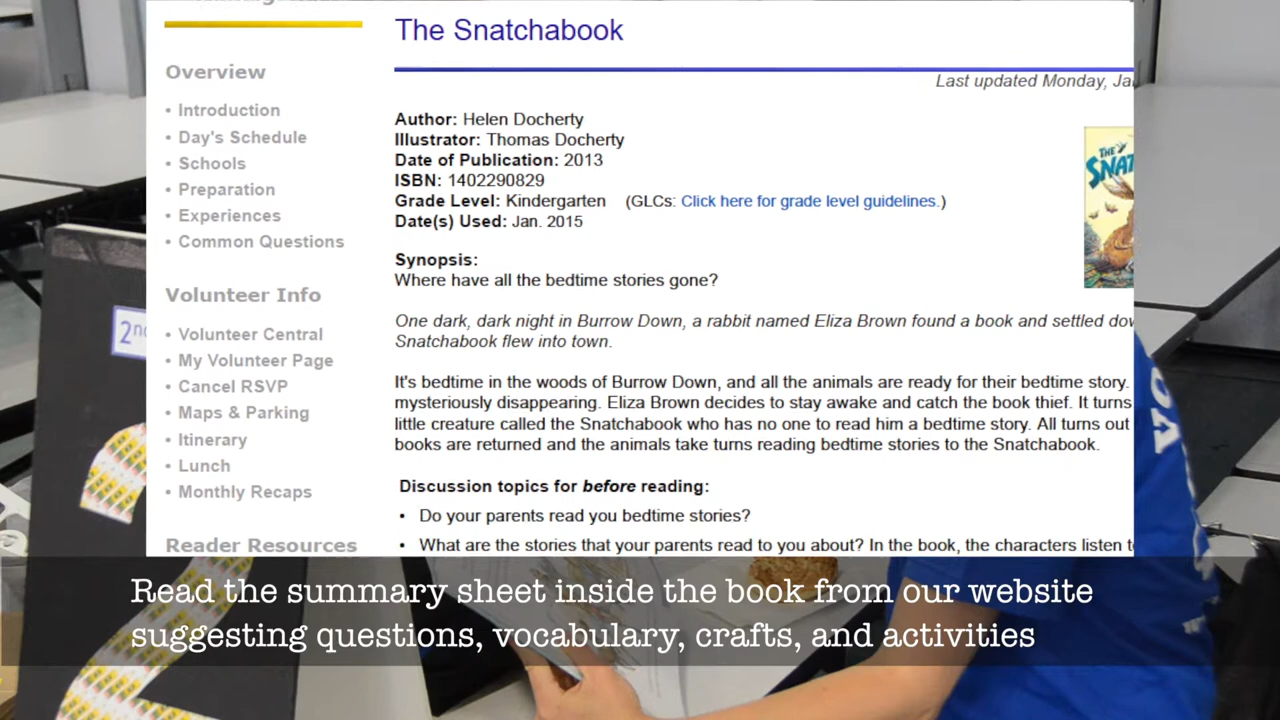 The Snatchabook
Last updated Monday,
Overview
• Introduction
• Day's Schedule
• Schools
• Preparation
• Experiences
• Common Questions
Volunteer Info
• Volunteer Central
• My Volunteer Page
• Cancel RSVP
• Maps & Parking
• Itinerary
• Lunch
• Monthly Recaps
Reader Resources
Author: Helen Docherty
Illustrator: Thomas Docherty
Date of Publication: 2013
ISBN: 1402290829
Grade Level: Kindergarten (GLCs: Click here for grade level guidelines.)
Date(s) Used: Jan. 2015
Synopsis:
Where have all the bedtime stories gone?
One dark, dark night in Burrow Down, a rabbit named Eliza Brown found a book and settled
Snatchabook flew into town.
It's bedtime in the woods of Burrow Down, and all the animals are ready for their bedtime story.
mysteriously disappearing. Eliza Brown decides to stay awake and catch the book thief. It turns
little creature called the Snatchabook who has no one to read him a bedtime story. All turns out
books are returned and the animals take turns reading bedtime stories to the Snatchabook.
Discussion topics for before reading:
• Do your parents read you bedtime stories?
• What are the stories that your parents read to you about? In the book, the characters listen
THE
2
Read the summary sheet inside the book from our website
suggesting questions, vocabulary, crafts, and activities